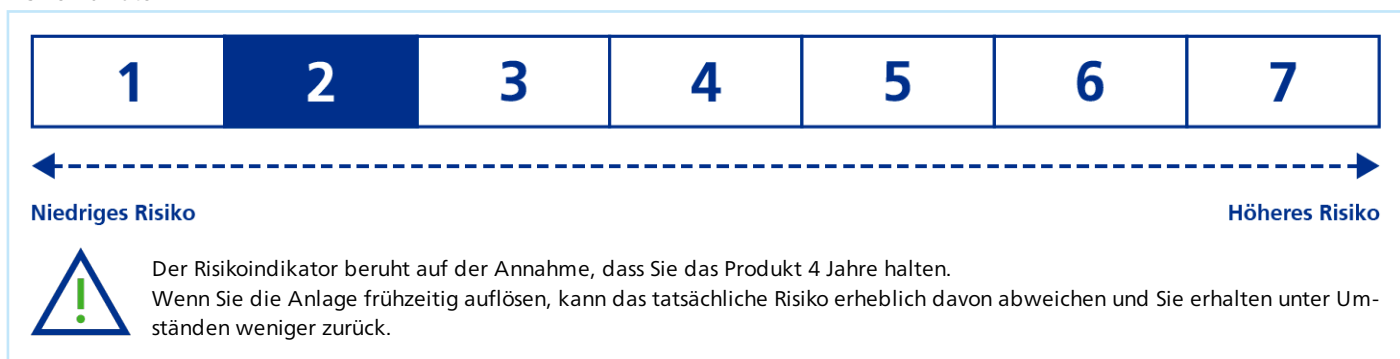 1 2 3 4 5 6 7
Niedriges Risiko Höheres Risiko
Der Risikoindikator beruht auf der Annahme, dass Sie das Produkt 4 Jahre halten.
Wenn Sie die Anlage frühzeitig auflösen, kann das tatsächliche Risiko erheblich davon abweichen und Sie erhalten unter Um-
ständen weniger zurück.